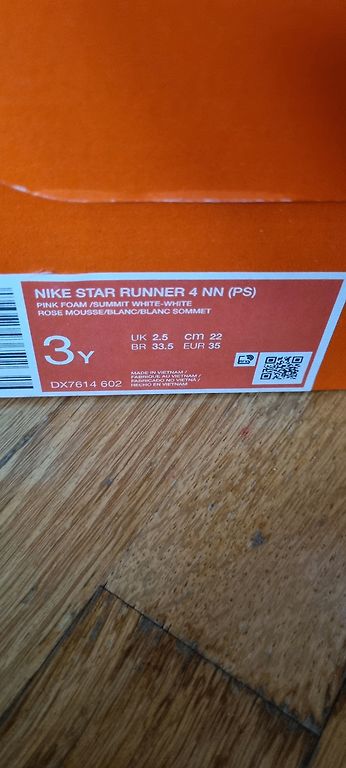 NIKE STAR RUNNER 4 NN (PS)
PINK FOAM /SUMMIT WHITE-WHITE
ROSE MOUSSE/BLANC/BLANC SOMMET
3Y
UK 2.5 cm 22
BR 33.5 EUR 35
MADE IN VIETNAM /
FABRIQUE AU VIETNAM /
FABRICADO NO VIETNÃ /
HECHO EN VIETNAM
DX7614 602